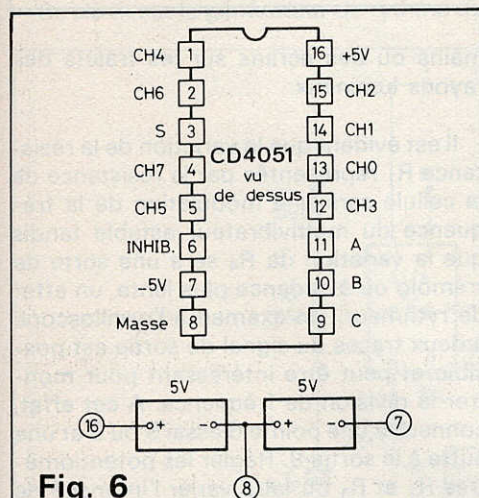 CH4 1 16 +5V
CH6 2 15 CH2
S 3 14 CH1
CH7 4 CD4051 13 CH0
vu
CH5 5 de dessus 12 CH3
INHIB. 6 11 A
-5V 7 10 B
Masse 8 9 C
5V 5V
16 + - + - 7
8
Fig. 6